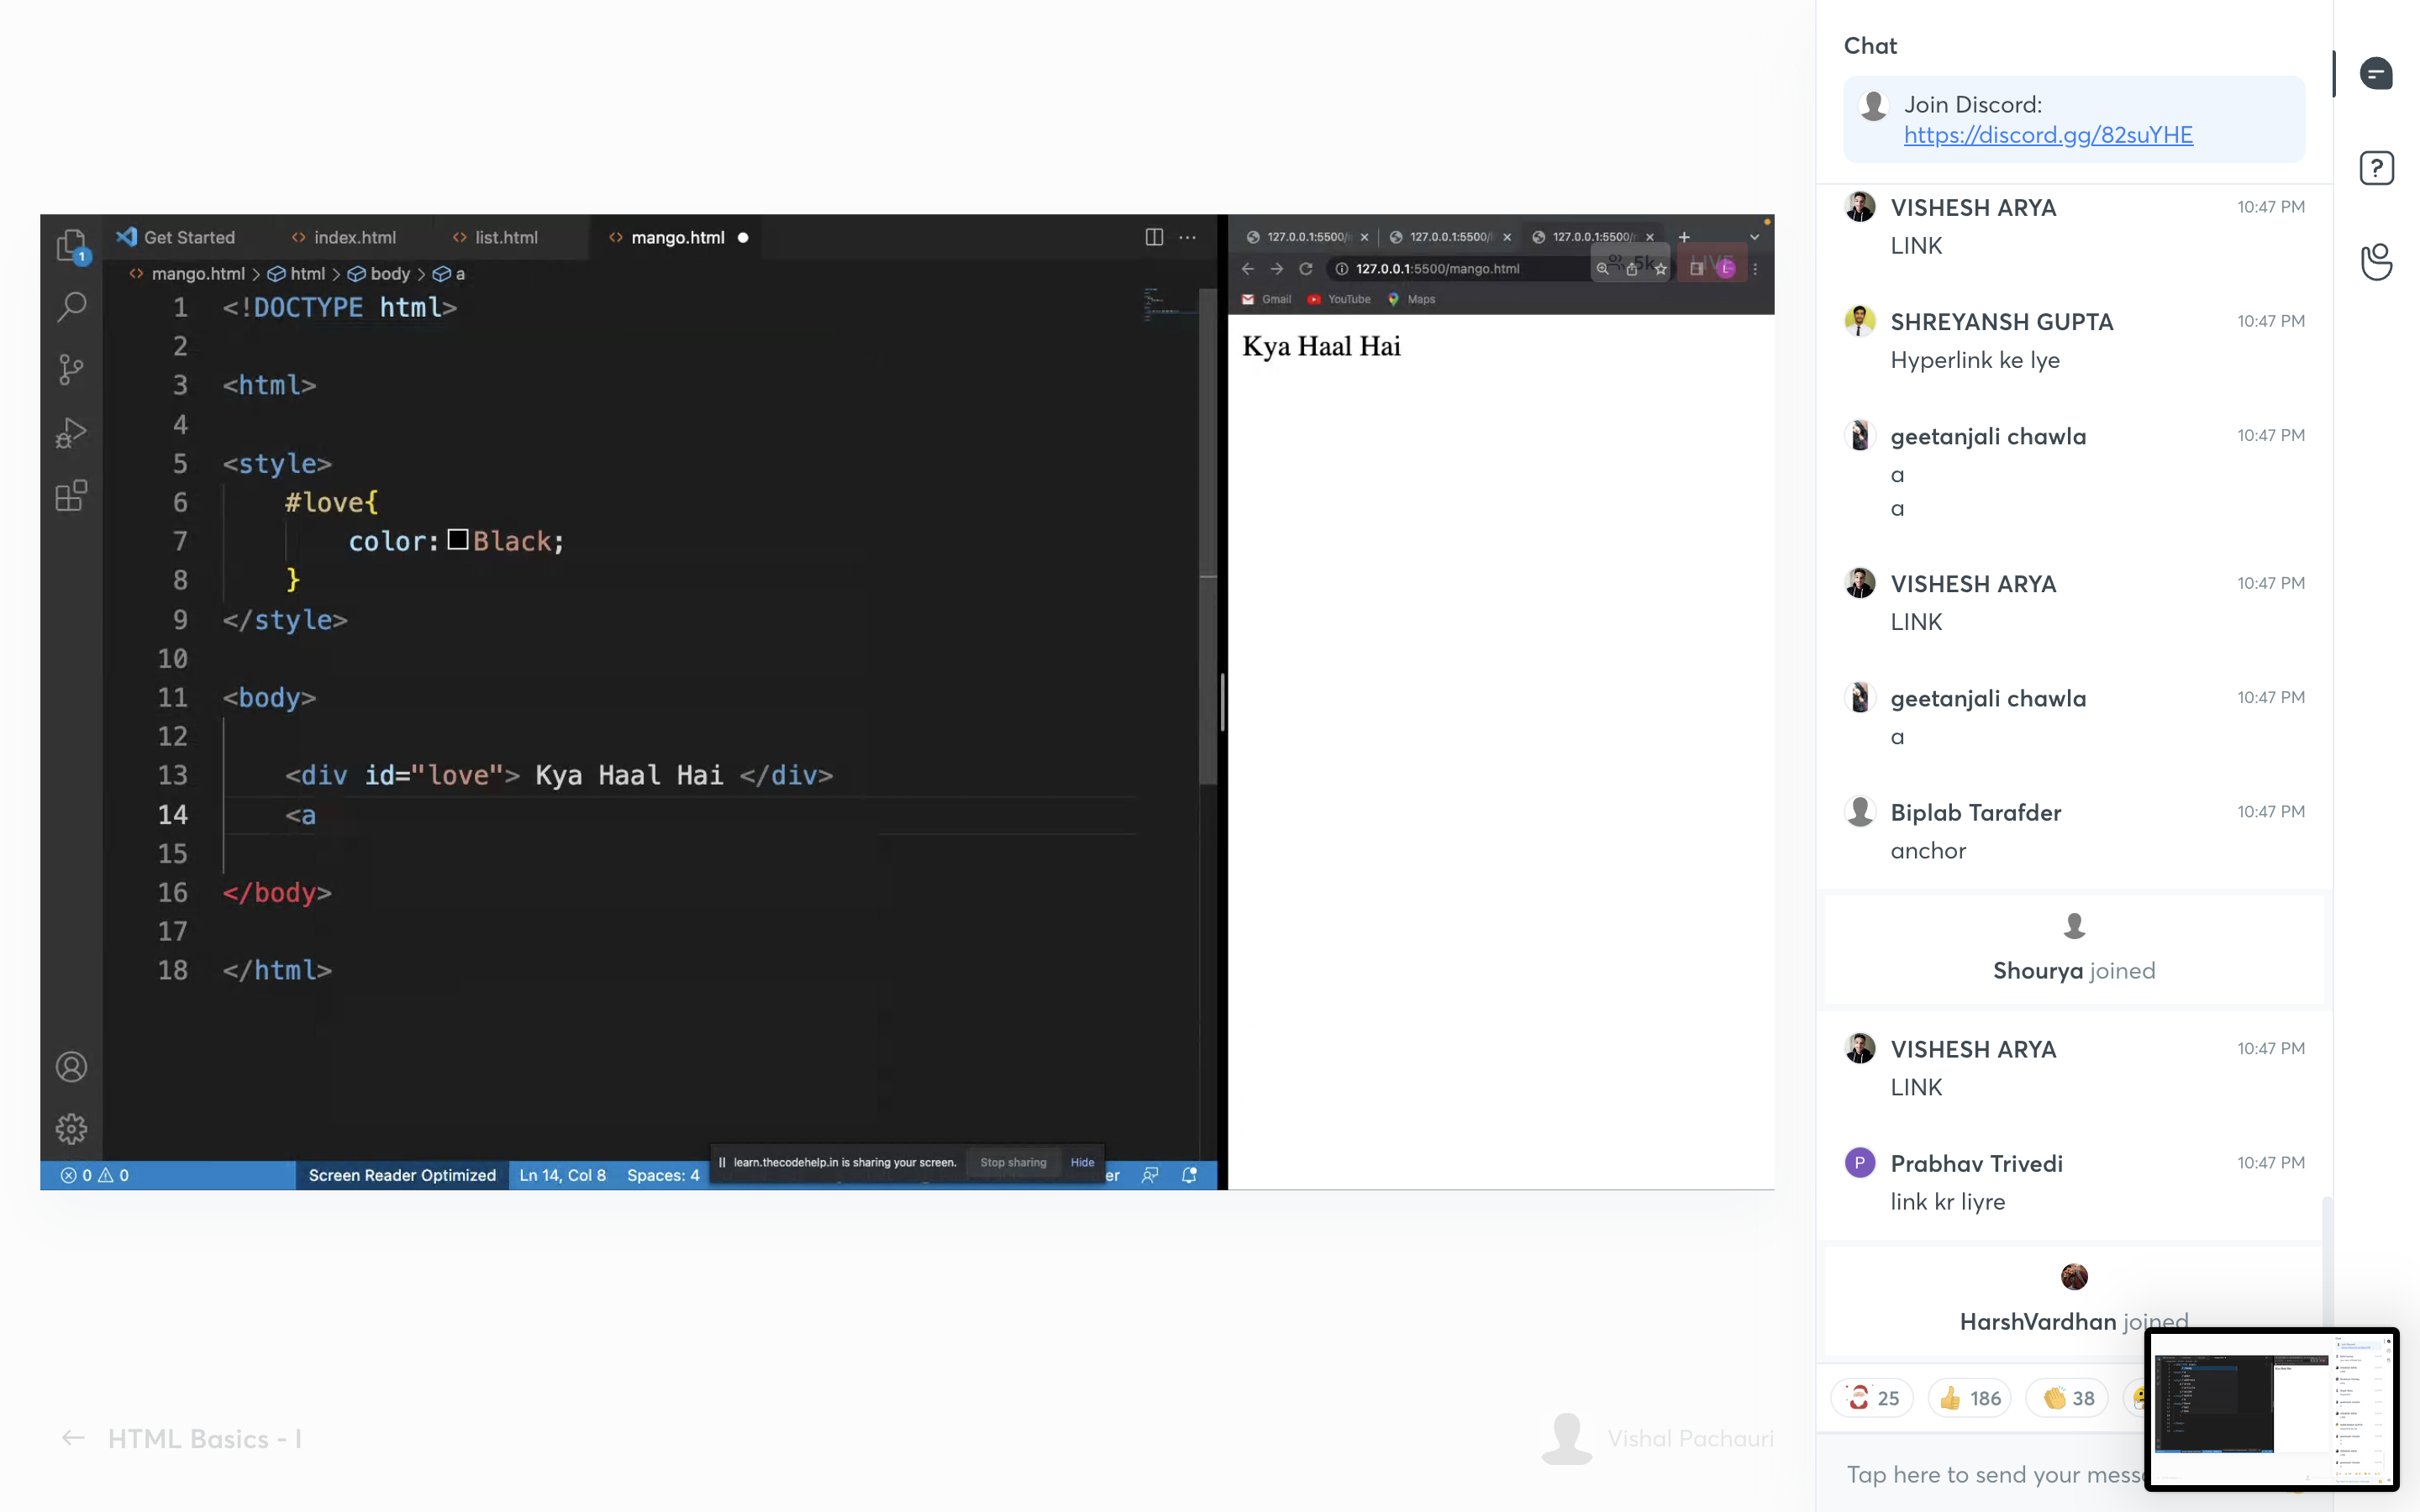 Get Started
index.html
list.html
mango.html
mango.html > html > body > a
1 <!DOCTYPE html>
2
3 <html>
4
5 <style>
6 #love{
7 color: Black;
8 }
9 </style>
10
11 <body>
12
13 <div id="love"> Kya Haal Hai </div>
14 <a
15
16 </body>
17
18 </html>
1
0 0
Screen Reader Optimized
Ln 14, Col 8
Spaces: 4
learn.thecodehelp.in is sharing your screen.
Stop sharing
Hide
er
127.0.0.1:5500/
127.0.0.1:5500/
127.0.0.1:5500/
127.0.0.1:5500/mango.html
5k
LIVE
L
Gmail
YouTube
Maps
Kya Haal Hai
HTML Basics - I
Vishal Pachauri
Chat
Join Discord:
https://discord.gg/82suYHE
VISHESH ARYA 10:47 PM
LINK
SHREYANSH GUPTA 10:47 PM
Hyperlink ke lye
geetanjali chawla 10:47 PM
a
a
VISHESH ARYA 10:47 PM
LINK
geetanjali chawla 10:47 PM
a
Biplab Tarafder 10:47 PM
anchor
Shourya joined
VISHESH ARYA 10:47 PM
LINK
P
Prabhav Trivedi 10:47 PM
link kr liyre
HarshVardhan joined
25
186
38
Tap here to send your mess
?